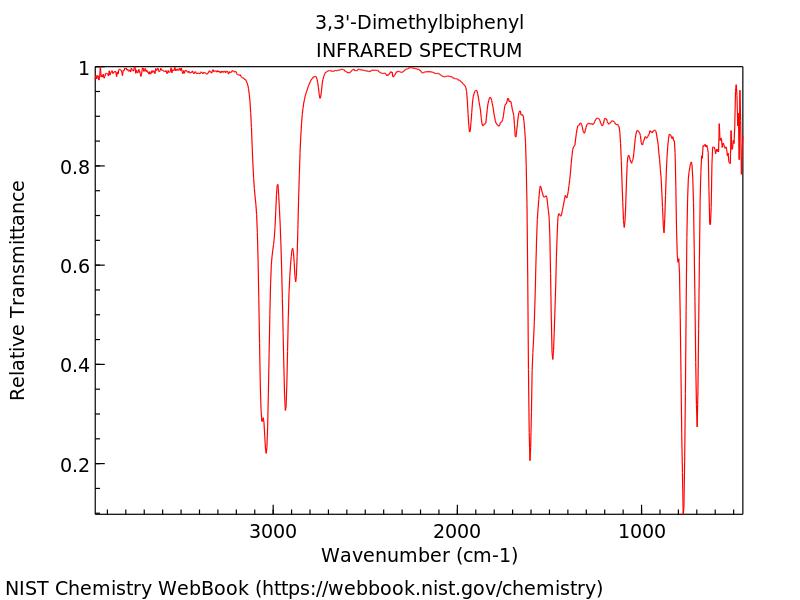 3,3'-Dimethylbiphenyl
INFRARED SPECTRUM
1
0.8
0.6
0.4
0.2
Relative Transmittance
3000 2000 1000
Wavenumber (cm-1)
NIST Chemistry WebBook (https://webbook.nist.gov/chemistry)